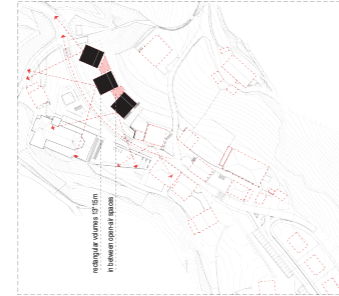 rectangular volumes 13*15m
in between open-air spaces